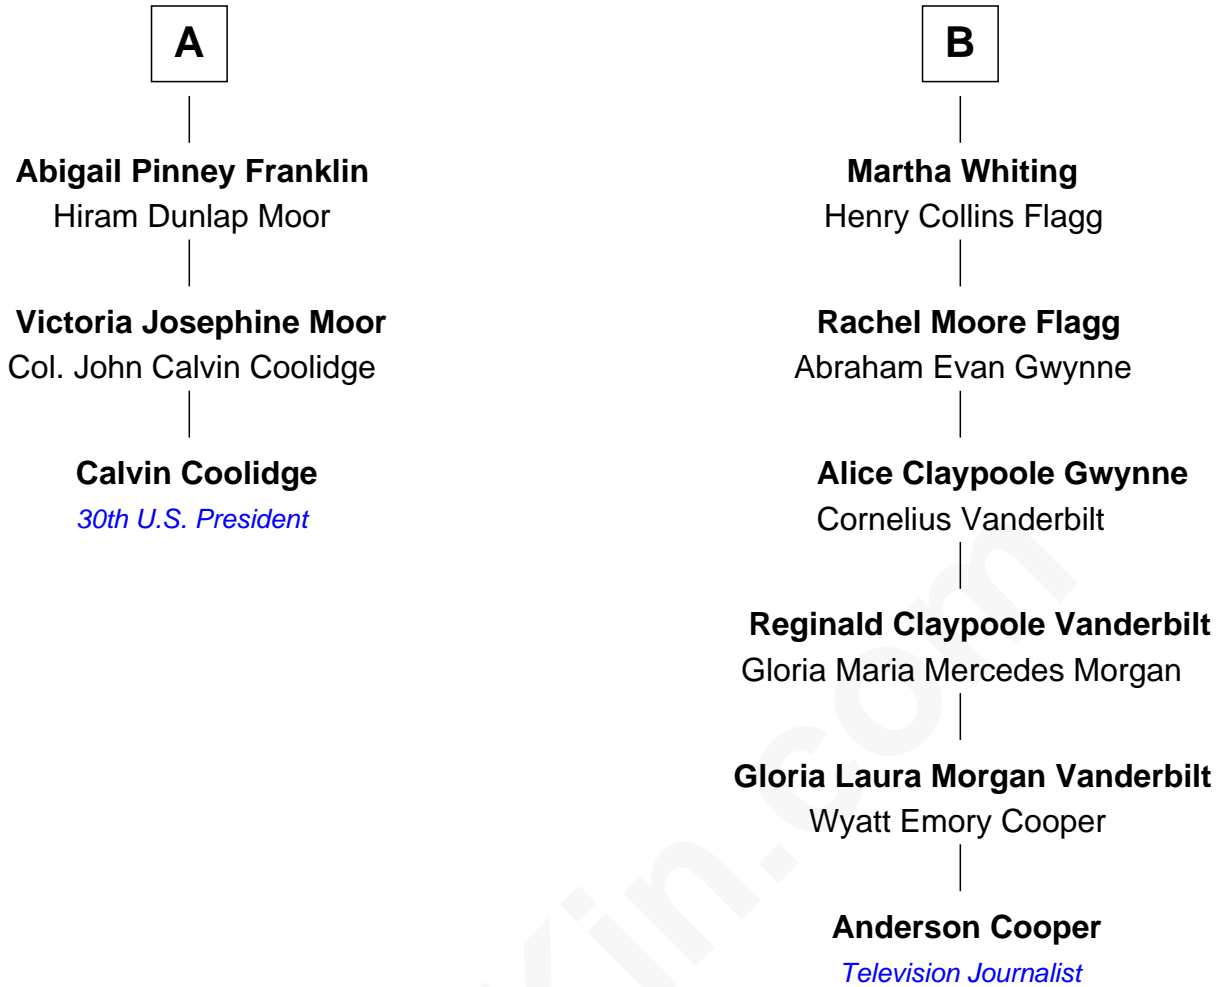 A
Abigail Pinney Franklin
Hiram Dunlap Moor
Victoria Josephine Moor
Col. John Calvin Coolidge
Calvin Coolidge
30th U.S. President
B
Martha Whiting
Henry Collins Flagg
Rachel Moore Flagg
Abraham Evan Gwynne
Alice Claypoole Gwynne
Cornelius Vanderbilt
Reginald Claypoole Vanderbilt
Gloria Maria Mercedes Morgan
Gloria Laura Morgan Vanderbilt
Wyatt Emory Cooper
Anderson Cooper
Television Journalist
Kin.com